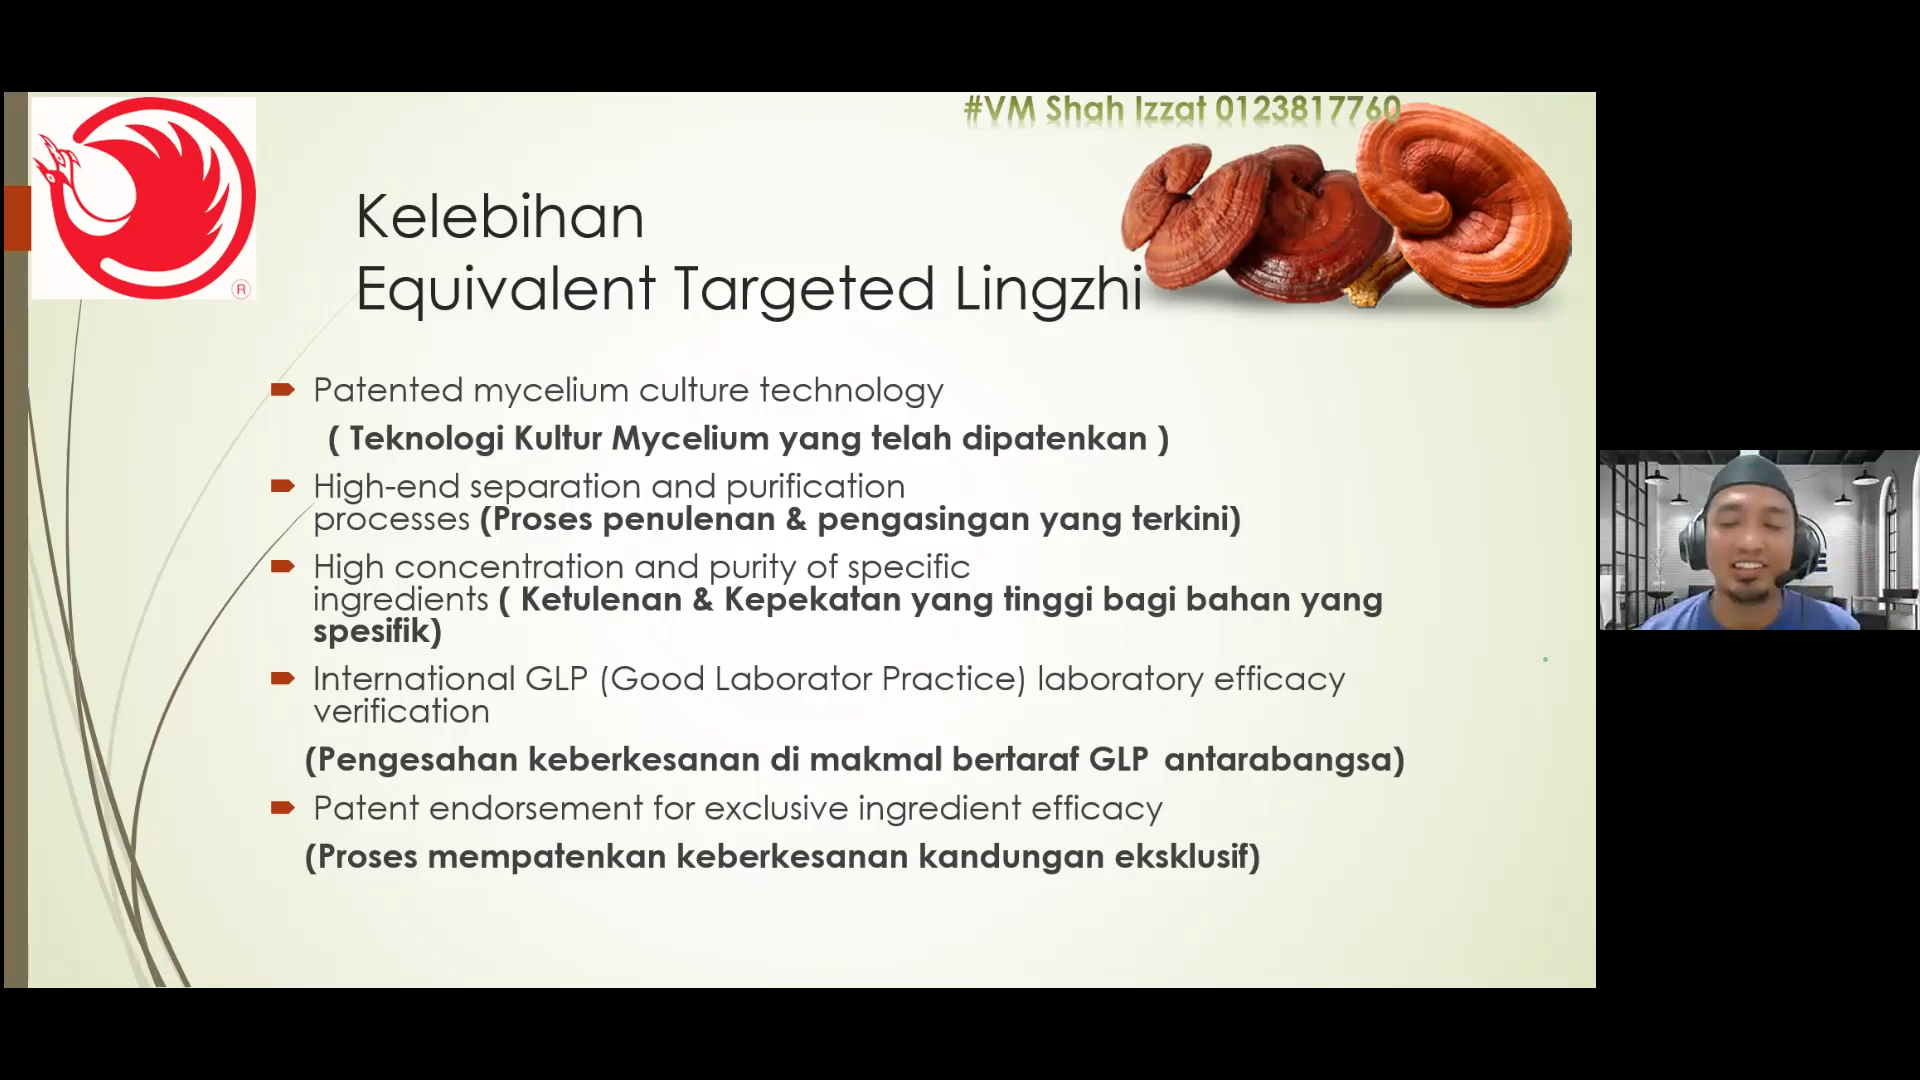 #VM Shah Izzat 0123817760
®
Kelebihan
Equivalent Targeted Lingzhi
Patented mycelium culture technology
( Teknologi Kultur Mycelium yang telah dipatenkan )
High-end separation and purification
processes (Proses penulenan & pengasingan yang terkini)
High concentration and purity of specific
ingredients ( Ketulenan & Kepekatan yang tinggi bagi bahan yang
spesifik)
International GLP (Good Laborator Practice) laboratory efficacy
verification
(Pengesahan keberkesanan di makmal bertaraf GLP antarabangsa)
Patent endorsement for exclusive ingredient efficacy
(Proses mempatenkan keberkesanan kandungan eksklusif)